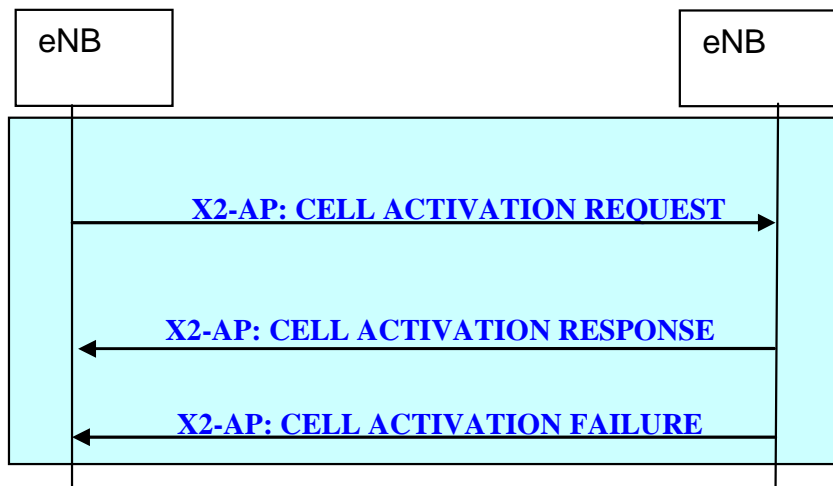 eNB
eNB
X2-AP: CELL ACTIVATION REQUEST
X2-AP: CELL ACTIVATION RESPONSE
X2-AP: CELL ACTIVATION FAILURE